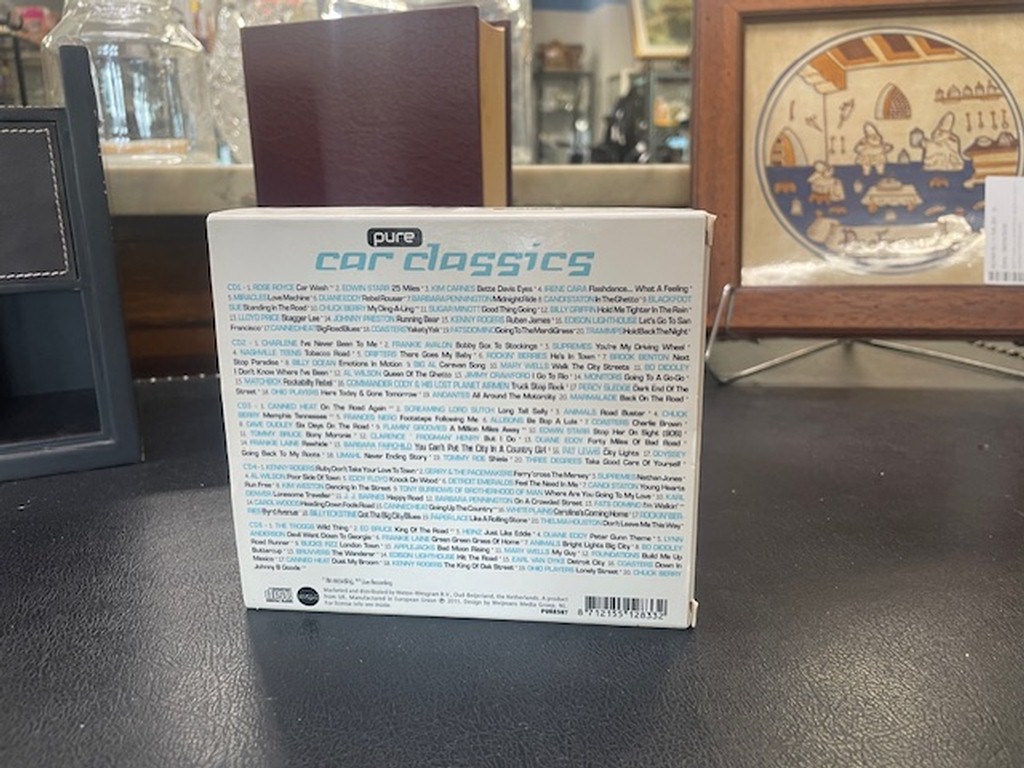 pure
car classics
CD1 - 1. ROSE ROYCE Car Wash * 2. EDWIN STARR 25 Miles * 3. KIM CARNES Bette Davis Eyes * 4. IRENE CARA Flashdance... What A Feeling *
5. MIRACLES Love Machine * 6. DUANE EDDY Rebel Rouser * 7. BARBARA PENNINGTON Midnight Ride * 8. CANDI STATON In The Ghetto * 9. BLACKFOOT
SUE Standing In The Road * 10. CHUCK BERRY My Ding-A-Ling * 11. SUGAR MINOTT Good Thing Going * 12. BILLY GRIFFIN Hold Me Tighter In The Rain *
13. LLOYD PRICE Stagger Lee * 14. JOHNNY PRESTON Running Bear * 15. KENNY ROGERS Ruben James * 16. EDISON LIGHTHOUSE Let's Go To San
Francisco * 17. CANNED HEAT Big Road Blues * 18. COASTERS Yakety Yak * 19. FATS DOMINO Going To The Mardi Grass * 20. TRAMMPS Hold Back The Night *
CD2 - 1. CHARLENE I've Never Been To Me * 2. FRANKIE AVALON Bobby Sox To Stockings * 3. SUPREMES You're My Driving Wheel *
4. NASHVILLE TEENS Tobacco Road * 5. DRIFTERS There Goes My Baby * 6. ROCKIN' BERRIES He's In Town * 7. BROOK BENTON Next
Stop Paradise * 8. BILLY OCEAN Emotions In Motion * 9. BIG AL Caravan Song * 10. MARY WELLS Walk The City Streets * 11. BO DIDDLEY
I Don't Know Where I've Been * 12. AL WILSON Queen Of The Ghetto * 13. JIMMY CRAWFORD I Go To Rio * 14. MONITORS Going To A Go-Go *
15. MATCHBOX Rockabilly Rebel * 16. COMMANDER CODY & HIS LOST PLANET AIRMEN Truck Stop Rock * 17. PERCY SLEDGE Dark End Of The
Street * 18. OHIO PLAYERS Here Today & Gone Tomorrow * 19. ANDANTES All Around The Motorcity * 20. MARMALADE Back On The Road *
CD3 - 1. CANNED HEAT On The Road Again ** 2. SCREAMING LORD SUTCH Long Tall Sally * 3. ANIMALS Road Buster * 4. CHUCK
BERRY Memphis Tennessee ** 5. FRANCES NERO Footsteps Following Me * 6. ALLISONS Be Bop A Lula * 7. COASTERS Charlie Brown *
8. DAVE DUDLEY Six Days On The Road * 9. FLAMIN' GROOVIES A Million Miles Away ** 10. EDWIN STARR Stop Her On Sight (SOS) *
11. TOMMY BRUCE Bony Moronie * 12. CLARENCE ' FROGMAN' HENRY But I Do * 13. DUANE EDDY Forty Miles Of Bad Road *
14. FRANKIE LAINE Rawhide * 15. BARBARA FAIRCHILD You Can't Put The City In A Country Girl * 16. PAT LEWIS City Lights * 17. ODYSSEY
Going Back To My Roots * 18. LIMAHL Never Ending Story * 19. TOMMY ROE Sheila * 20. THREE DEGREES Take Good Care Of Yourself *
CD4 - 1. KENNY ROGERS Ruby Don't Take Your Love To Town * 2. GERRY & THE PACEMAKERS Ferry 'cross The Mersey * 3. SUPREMES Nathan Jones *
4. AL WILSON Poor Side Of Town * 5. EDDY FLOYD Knock On Wood * 6. DETROIT EMERALDS Feel The Need In Me * 7. CANDI STATON Young Hearts
Run Free * 8. KIM WESTON Dancing In The Street * 9. TONY BURROWS OF BROTHERHOOD OF MAN Where Are You Going To My Love * 10. KARL
DENVER Lonesome Traveller * 11. J. J. BARNES Happy Road * 12. BARBARA PENNINGTON On A Crowded Street * 13. FATS DOMINO I'm Walkin' **
14. CAROL WOODS Heading Down Foole Road * 15. CANNED HEAT Going Up The Country ** 16. WHITE PLAINS Carolina's Coming Home * 17. ROCKIN' BER-
RIES Byrd Avenue * 18. BILLY ECKSTINE Got The Big City Blues * 19. PAPERLACE Like A Rolling Stone * 20. THELMA HOUSTON Don't Leave Me This Way *
CD5 - 1. THE TROGGS Wild Thing * 2. ED BRUCE King Of The Road ** 3. HEINZ Just Like Eddie * 4. DUANE EDDY Peter Gunn Theme * 5. LYNN
ANDERSON Devil Went Down To Georgia * 6. FRANKIE LAINE Green Green Grass Of Home * 7. ANIMALS Bright Lights Big City * 8. BO DIDDLEY
Road Runner * 9. BUCKS FIZZ London Town * 10. APPLEJACKS Bad Moon Rising * 11. MARY WELLS My Guy * 12. FOUNDATIONS Build Me Up
Buttercup * 13. BRUVVERS The Wanderer * 14. EDISON LIGHTHOUSE Hit The Road * 15. KARL VAN DYKE Detroit City * 16. COASTERS Down In
Mexico * 17. CANNED HEAT Dust My Broom * 18. KENNY ROGERS The King Of Oak Street * 19. OHIO PLAYERS Lonely Street * 20. CHUCK BERRY
Johnny B Goode **
* Re recording, ** Live Recording
Marketed and distributed by Weton-Wesgram B.V., Oud-Beijerland, the Netherlands. A product
from UK. Manufactured in European Union ℗ 2011. Design by Weijmans Media Groep, NL.
For license info see inside. PURE507
8 712155 128332